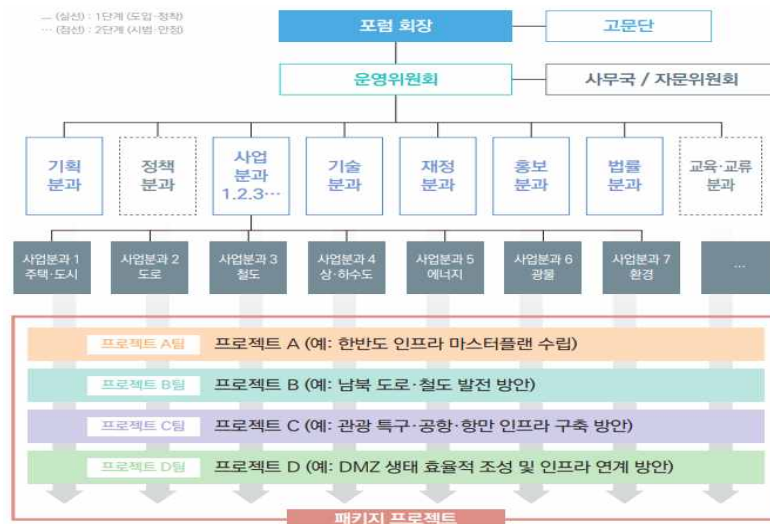 ― (실선) : 1단계 (도입·정착)
··· (점선) : 2단계 (시범·안정)
포럼 회장
고문단
운영위원회
사무국 / 자문위원회
기획
분과
정책
분과
사업
분과
1.2.3···
기술
분과
재정
분과
홍보
분과
법률
분과
교육·교류
분과
사업분과 1
주택·도시
사업분과 2
도로
사업분과 3
철도
사업분과 4
상·하수도
사업분과 5
에너지
사업분과 6
광물
사업분과 7
환경
...
프로젝트 A팀 프로젝트 A (예: 한반도 인프라 마스터플랜 수립)
프로젝트 B팀 프로젝트 B (예: 남북 도로·철도 발전 방안)
프로젝트 C팀 프로젝트 C (예: 관광 특구·공항·항만 인프라 구축 방안)
프로젝트 D팀 프로젝트 D (예: DMZ 생태 효율적 조성 및 인프라 연계 방안)
패키지 프로젝트